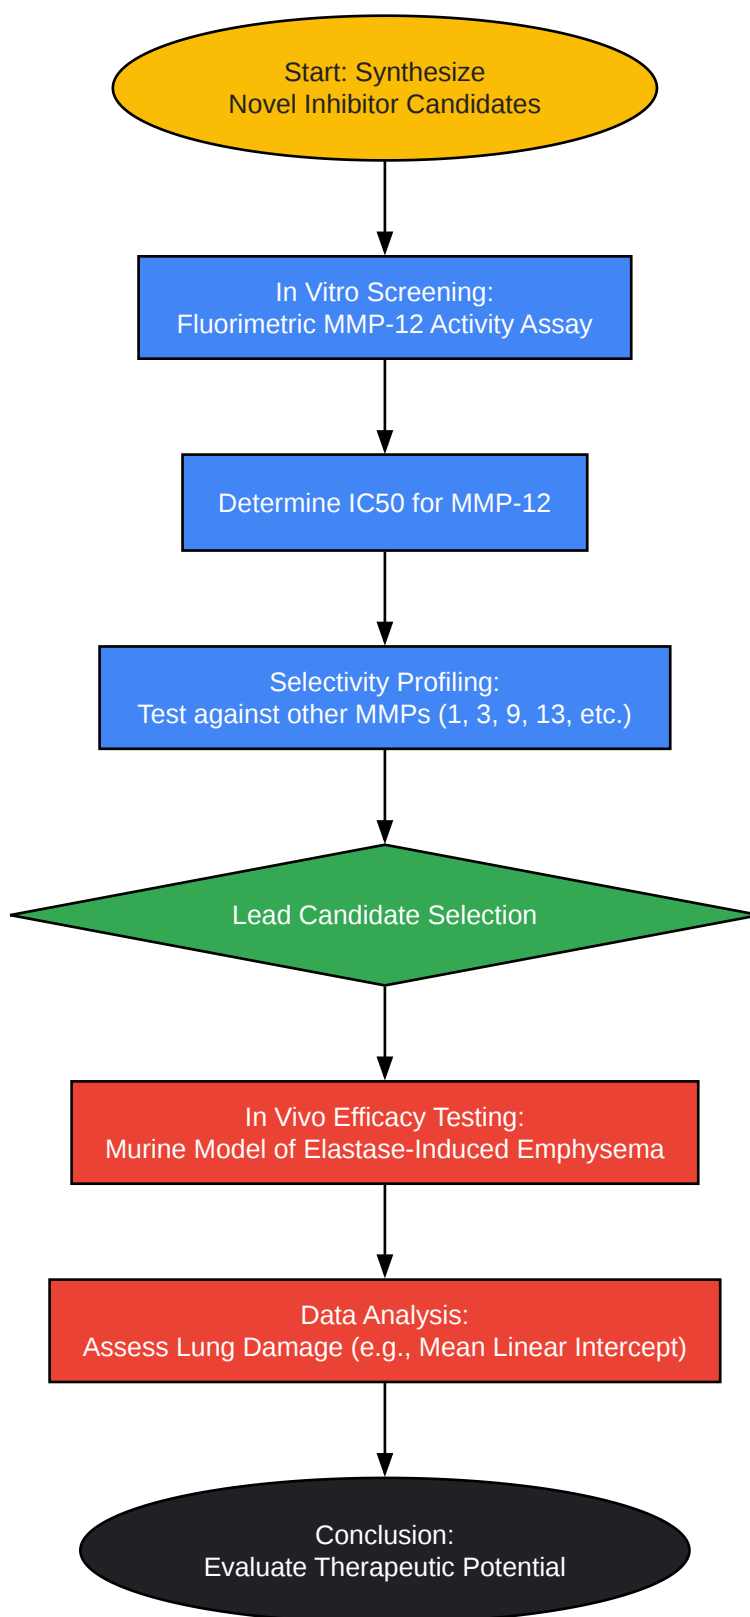 Start: Synthesize
Novel Inhibitor Candidates
In Vitro Screening:
Fluorimetric MMP-12 Activity Assay
Determine IC50 for MMP-12
Selectivity Profiling:
Test against other MMPs (1, 3, 9, 13, etc.)
Lead Candidate Selection
In Vivo Efficacy Testing:
Murine Model of Elastase-Induced Emphysema
Data Analysis:
Assess Lung Damage (e.g., Mean Linear Intercept)
Conclusion:
Evaluate Therapeutic Potential